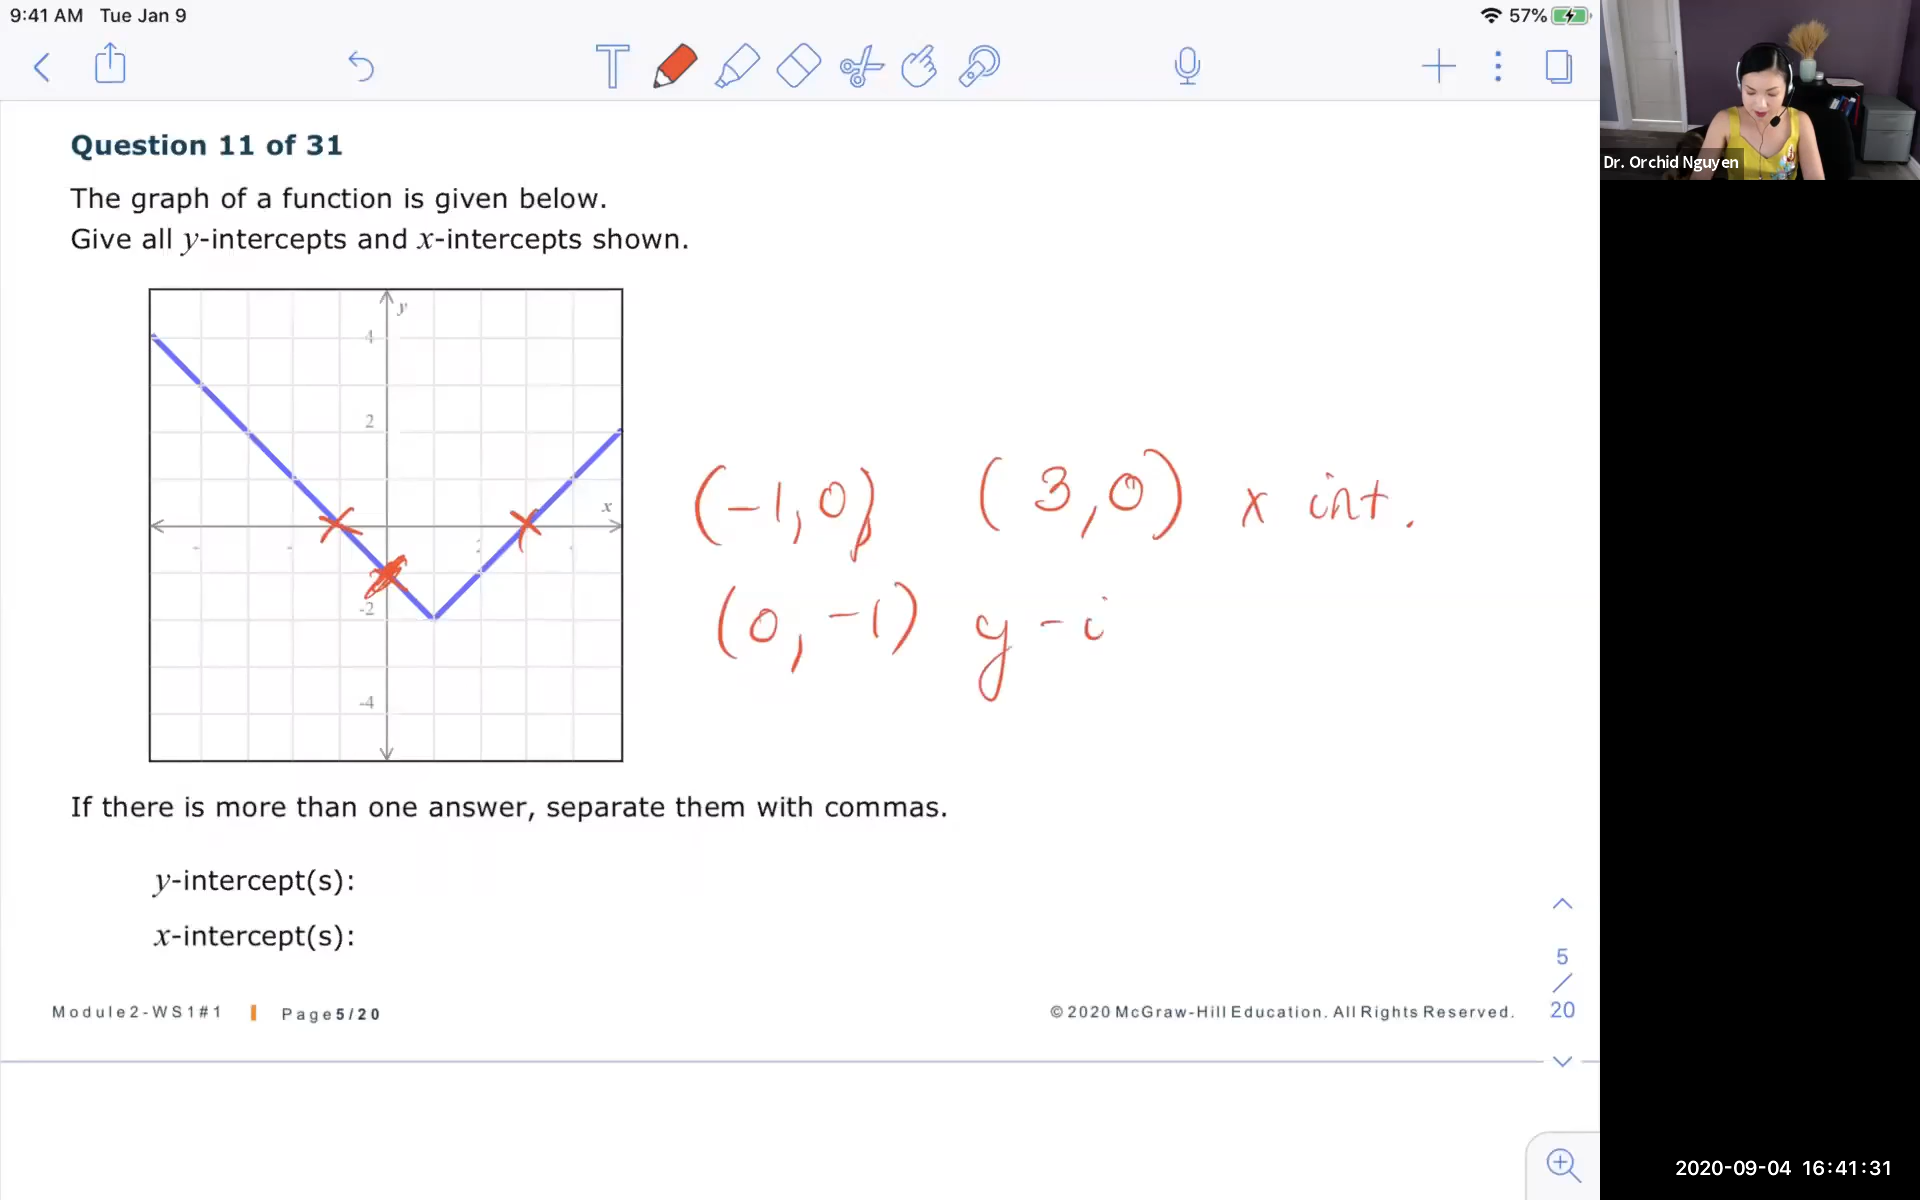 9:41 AM Tue Jan 9
57%
T
Dr. Orchid Nguyen
Question 11 of 31
The graph of a function is given below.
Give all y-intercepts and x-intercepts shown.
y
4
2
x
-2
-4
(-1,0) (3,0) x int.
(0,-1) y-i
If there is more than one answer, separate them with commas.
y-intercept(s):
x-intercept(s):
5
/
20
Module2-WS1#1 Page5/20
©2020 McGraw-Hill Education. All Rights Reserved.
2020-09-04 16:41:31